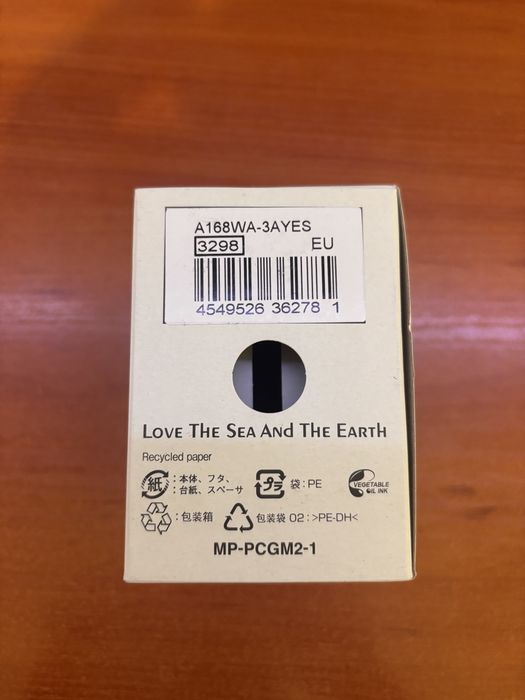 A168WA-3AYES
3298 EU
4549526 36278 1
LOVE THE SEA AND THE EARTH
Recycled paper
紙 :本体、フタ、
:台紙、スペーサ
プラ 袋:PE
VEGETABLE
OIL INK
:包装箱
包装袋 02:>PE-DH<
MP-PCGM2-1